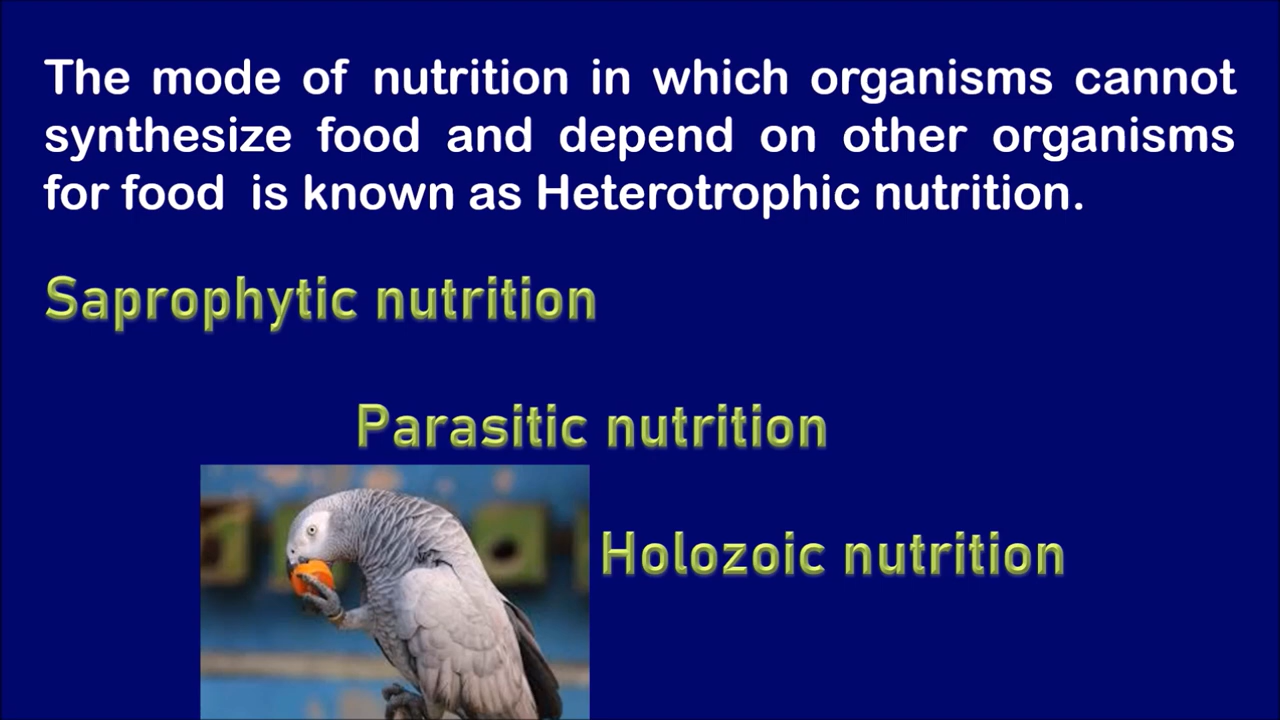 The mode of nutrition in which organisms cannot
synthesize food and depend on other organisms
for food is known as Heterotrophic nutrition.
Saprophytic nutrition
Parasitic nutrition
Holozoic nutrition